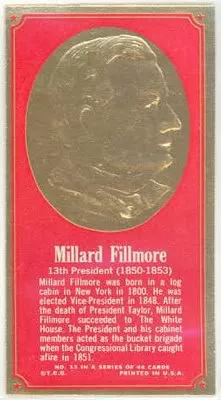 Millard Fillmore
13th President (1850-1853)
Millard Fillmore was born in a log
cabin in New York in 1800. He was
elected Vice-President in 1848. After
the death of President Taylor, Millard
Fillmore succeeded to The White
House. The President and his cabinet
members acted as the bucket brigade
when the Congressional Library caught
afire in 1851.
NO. 13 IN A SERIES OF 44 CARDS
©T.C.G. PRINTED IN U.S.A.